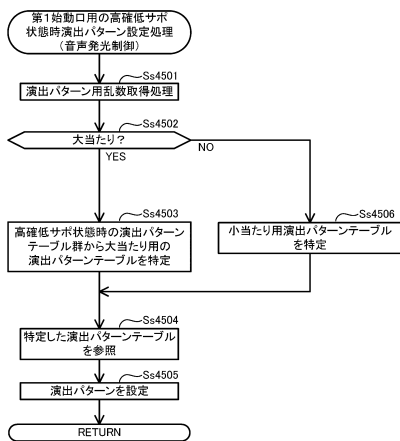 第1始動口用の高確低サポ
状態時演出パターン設定処理
(音声発光制御)
Ss4501
演出パターン用乱数取得処理
Ss4502
大当たり?
NO
YES
Ss4503
高確低サポ状態時の演出パターン
テーブル群から大当たり用の
演出パターンテーブルを特定
Ss4506
小当たり用演出パターンテーブル
を特定
Ss4504
特定した演出パターンテーブル
を参照
Ss4505
演出パターンを設定
RETURN